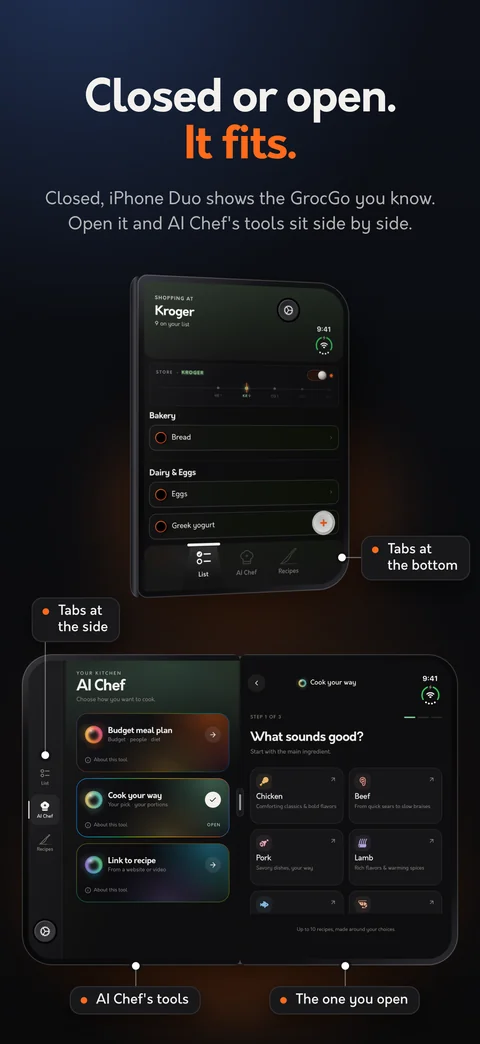 Closed or open.
It fits.
Closed, iPhone Duo shows the GrocGo you know.
Open it and AI Chef's tools sit side by side.
SHOPPING AT
Kroger
9 on your list
9:41
STORE · KROGER
Bakery
Bread
Dairy & Eggs
Eggs
Greek yogurt
List
AI Chef
Recipes
Tabs at
the bottom
Tabs at
the side
YOUR KITCHEN
AI Chef
Choose how you want to cook.
Budget meal plan
Budget · people · diet
About this tool
Cook your way
Your pick · your portions
About this tool
OPEN
Link to recipe
From a website or video
About this tool
List
AI Chef
Recipes
Cook your way
9:41
STEP 1 OF 3
What sounds good?
Start with the main ingredient.
Chicken
Comforting classics & bold flavors
Beef
From quick sears to slow braises
Pork
Savory dishes, your way
Lamb
Rich flavors & warming spices
Up to 10 recipes, made around your choices
AI Chef's tools
The one you open